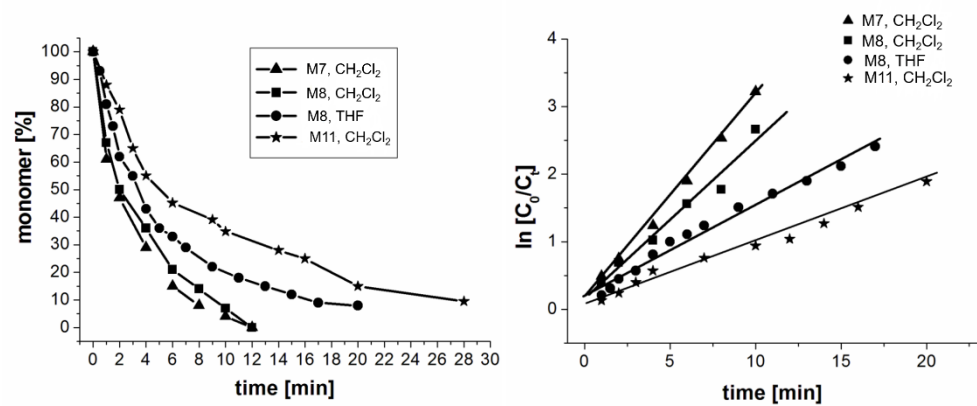 100
90
80
70
60
50
40
30
20
10
0
monomer [%]
M7, CH₂Cl₂
M8, CH₂Cl₂
M8, THF
M11, CH₂Cl₂
0 2 4 6 8 10 12 14 16 18 20 22 24 26 28 30
time [min]
M7, CH₂Cl₂
M8, CH₂Cl₂
M8, THF
M11, CH₂Cl₂
4
3
2
1
0
ln [C₀/Cₜ]
0 5 10 15 20
time [min]